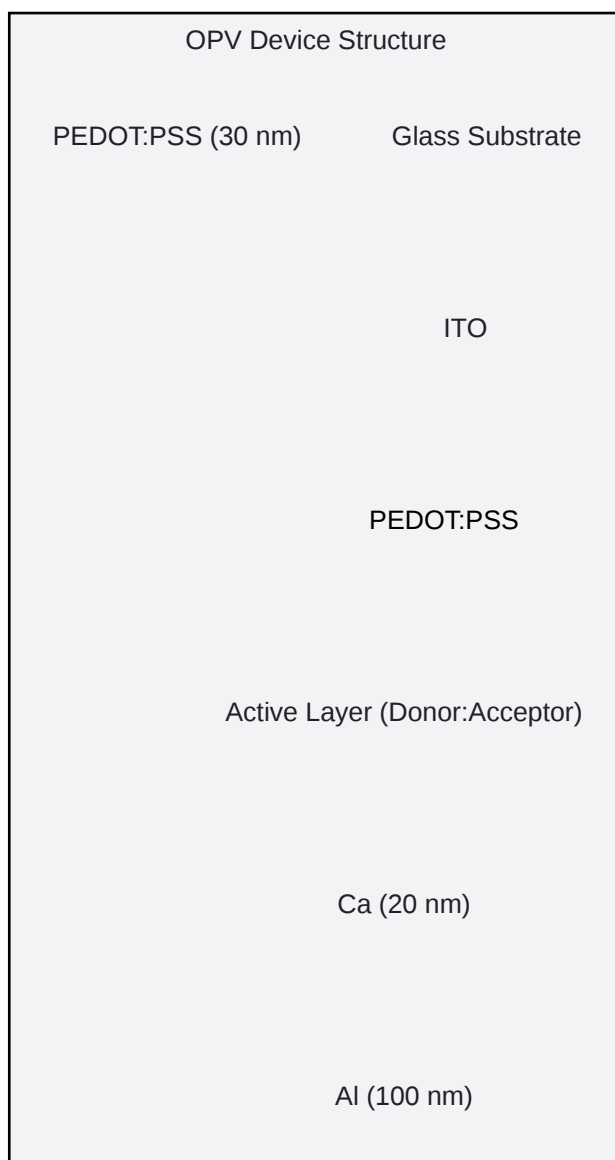 OPV Device Structure
PEDOT:PSS (30 nm) Glass Substrate
ITO
PEDOT:PSS
Active Layer (Donor:Acceptor)
Ca (20 nm)
Al (100 nm)